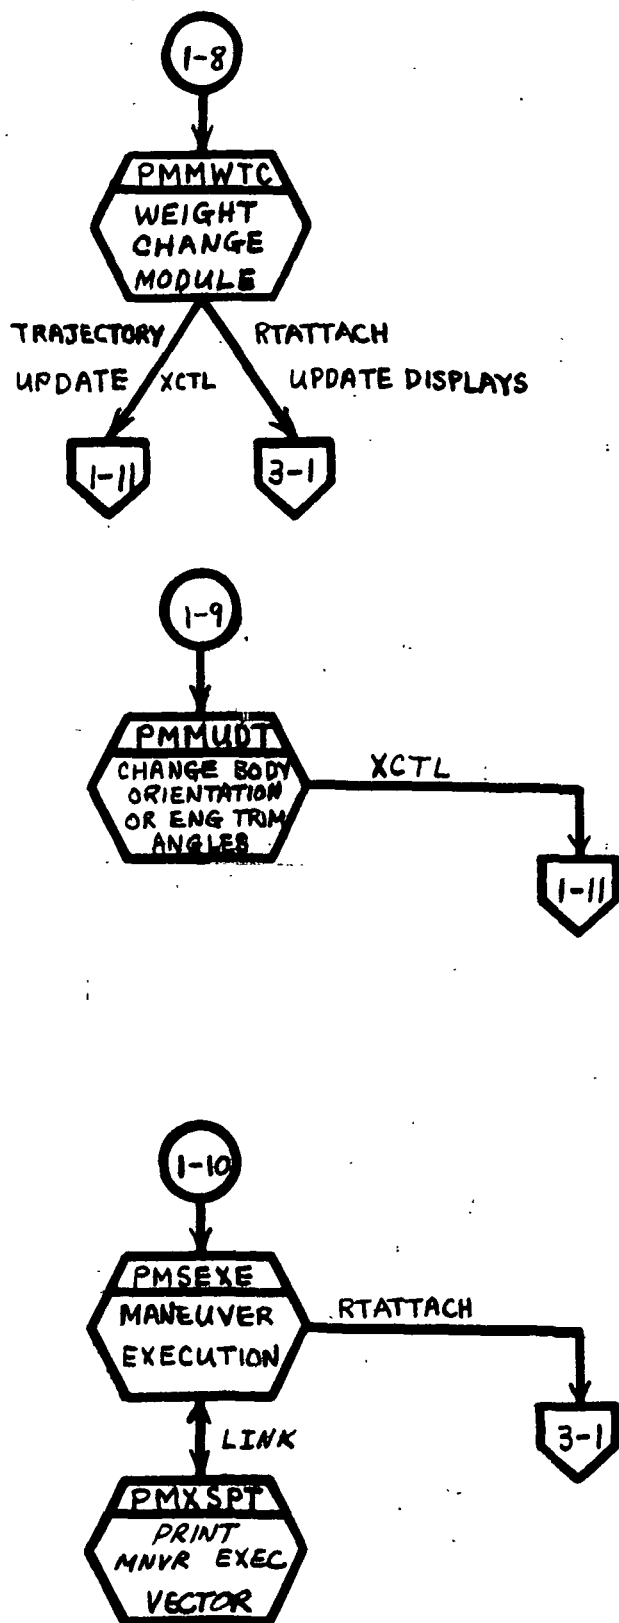 1-8
PMMWTC
WEIGHT
CHANGE
MODULE
TRAJECTORY RTATTACH
UPDATE XCTL UPDATE DISPLAYS
1-11 3-1
1-9
PMMUDT
CHANGE BODY
ORIENTATION
OR ENG TRIM
ANGLES
XCTL
1-11
1-10
PMSEXE
MANEUVER
EXECUTION
RTATTACH
3-1
LINK
PMXSPT
PRINT
MNVR EXEC
VECTOR